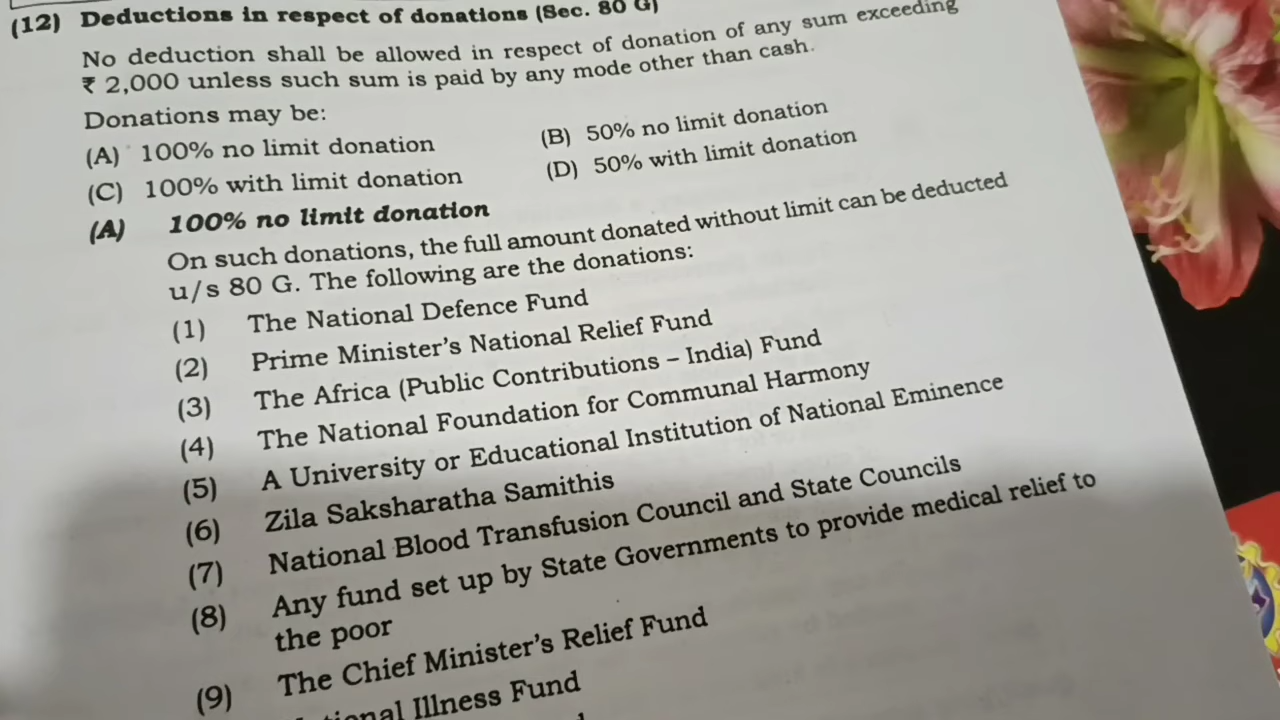 (12) Deductions in respect of donations (Sec. 80 G)
No deduction shall be allowed in respect of donation of any sum exceeding
₹ 2,000 unless such sum is paid by any mode other than cash.
Donations may be:
(A) 100% no limit donation (B) 50% no limit donation
(C) 100% with limit donation (D) 50% with limit donation
(A) 100% no limit donation
On such donations, the full amount donated without limit can be deducted
u/s 80 G. The following are the donations:
(1) The National Defence Fund
(2) Prime Minister's National Relief Fund
(3) The Africa (Public Contributions – India) Fund
(4) The National Foundation for Communal Harmony
(5) A University or Educational Institution of National Eminence
(6) Zila Saksharatha Samithis
(7) National Blood Transfusion Council and State Councils
(8) Any fund set up by State Governments to provide medical relief to
the poor
(9) The Chief Minister's Relief Fund
Illness Fund